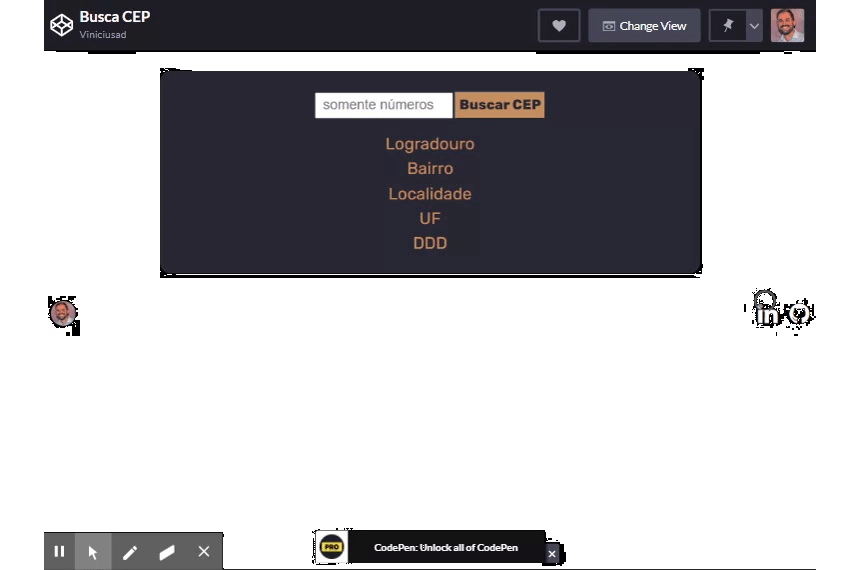 Busca CEP
Viniciusad
Change View
somente números
Buscar CEP
Logradouro
Bairro
Localidade
UF
DDD
in
PRO
CodePen: Unlock all of CodePen